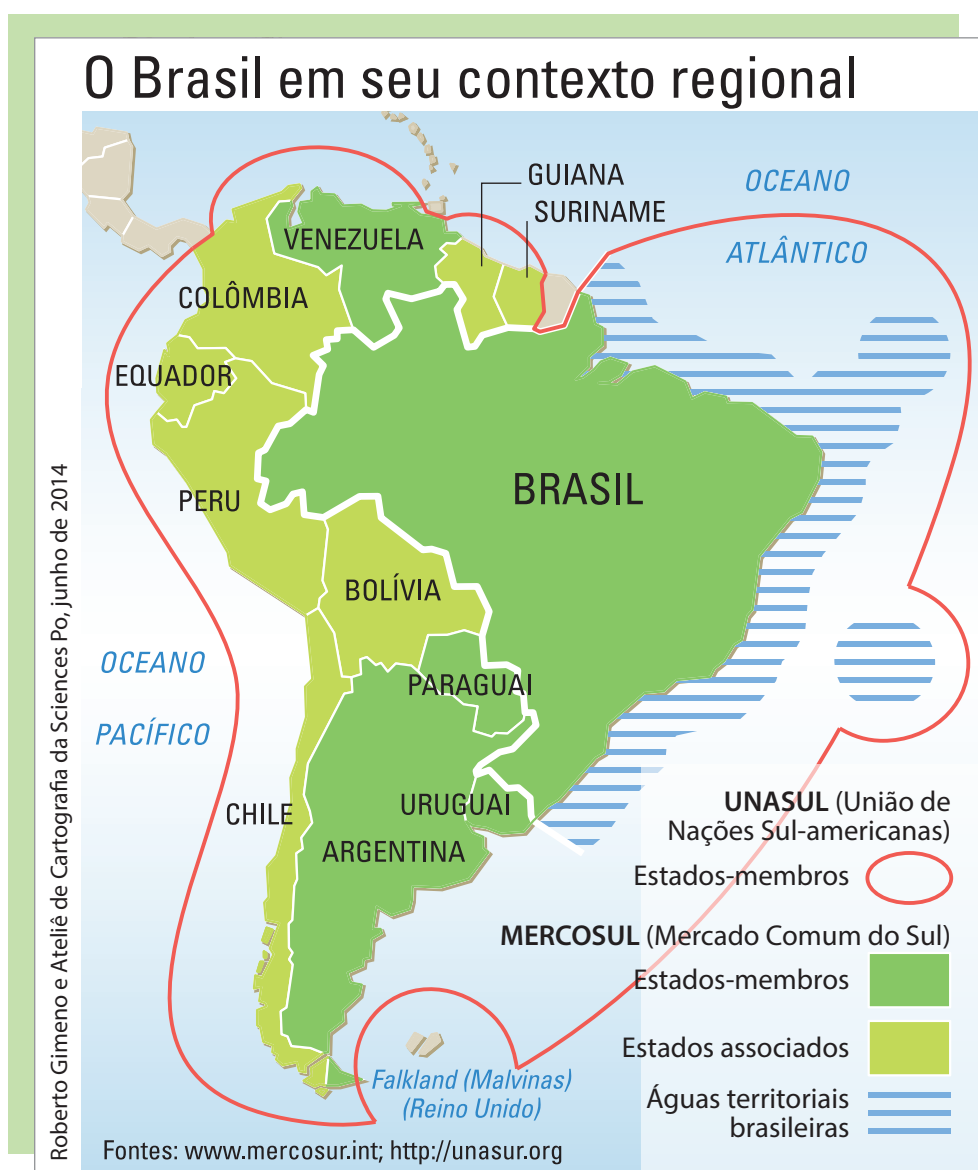 O Brasil em seu contexto regional
GUIANA
SURINAME
OCEANO
ATLÂNTICO
VENEZUELA
COLÔMBIA
EQUADOR
BRASIL
PERU
BOLÍVIA
OCEANO
PACÍFICO
PARAGUAI
CHILE
URUGUAI
ARGENTINA
UNASUL (União de
Nações Sul-americanas)
Estados-membros
MERCOSUL (Mercado Comum do Sul)
Estados-membros
Estados associados
Águas territoriais
brasileiras
Falkland (Malvinas)
(Reino Unido)
Fontes: www.mercosur.int; http://unasur.org
Roberto Gimeno e Ateliê de Cartografia da Sciences Po, junho de 2014